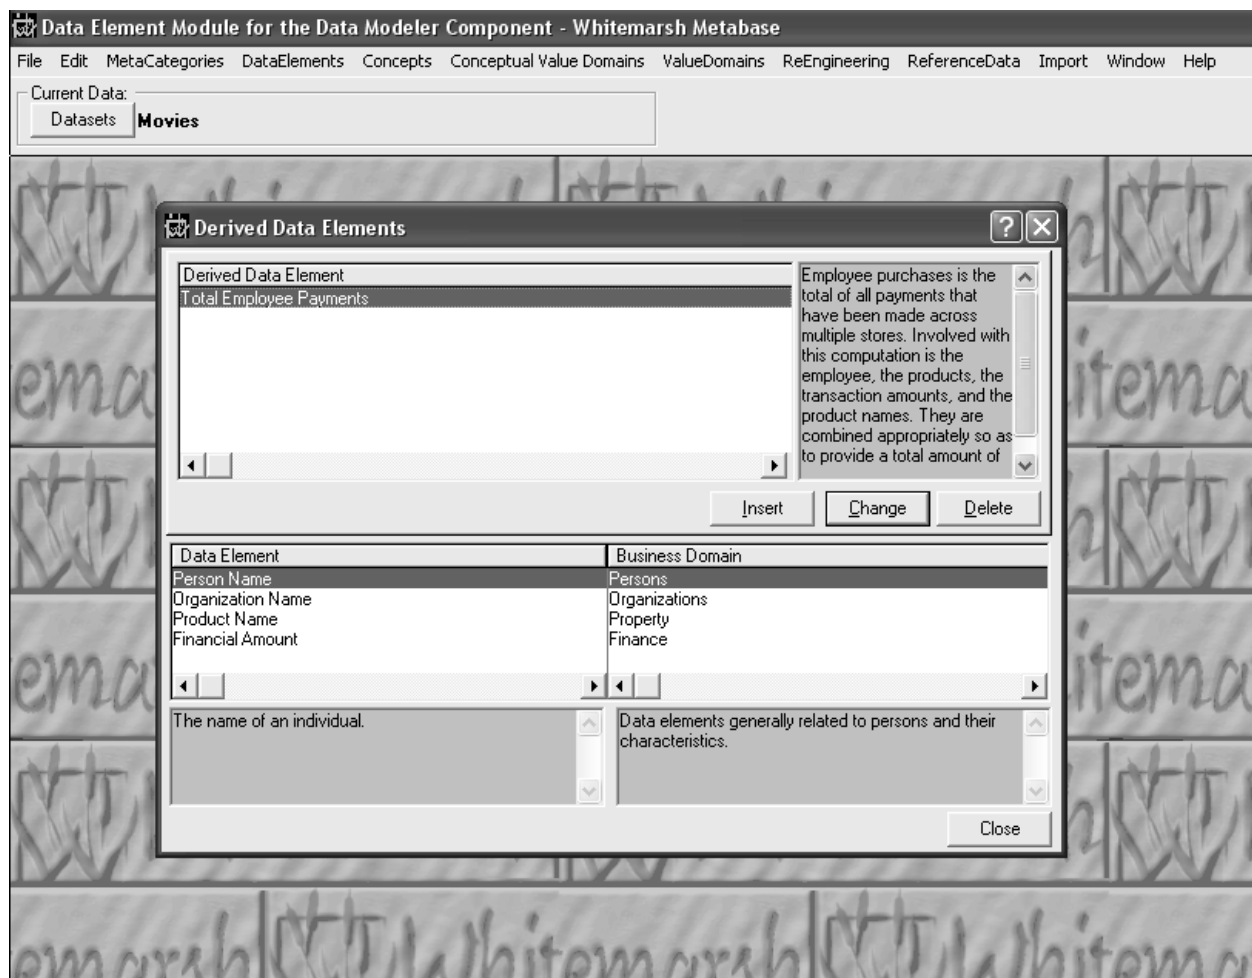 Data Element Module for the Data Modeler Component - Whitemarsh Metabase
File Edit MetaCategories DataElements Concepts Conceptual Value Domains ValueDomains ReEngineering ReferenceData Import Window Help
Current Data:
Datasets Movies
Derived Data Elements
Derived Data Element
Total Employee Payments
Employee purchases is the
total of all payments that
have been made across
multiple stores. Involved with
this computation is the
employee, the products, the
transaction amounts, and the
product names. They are
combined appropriately so as
to provide a total amount of
Insert Change Delete
Data Element Business Domain
Person Name Persons
Organization Name Organizations
Product Name Property
Financial Amount Finance
The name of an individual.
Data elements generally related to persons and their
characteristics.
Close
Whitemarsh